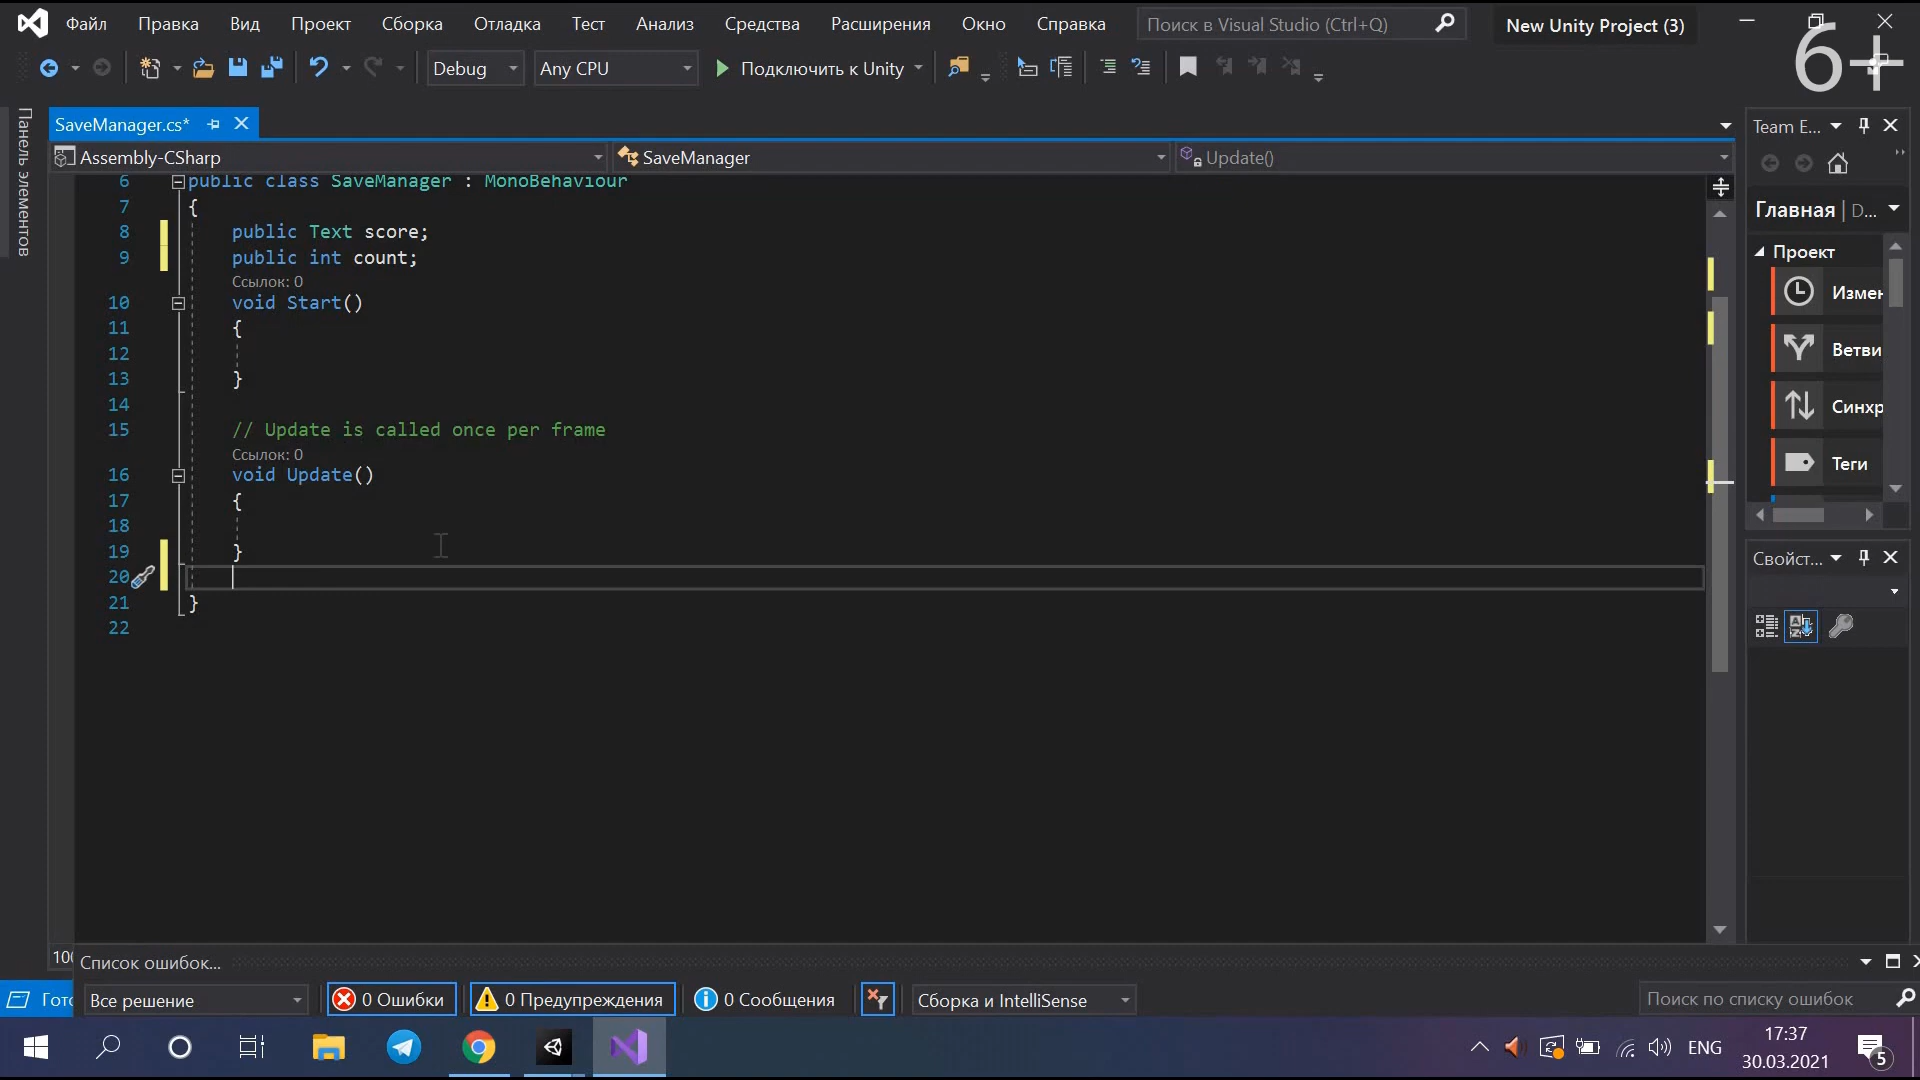 Файл Правка Вид Проект Сборка Отладка Тест Анализ Средства Расширения Окно Справка Поиск в Visual Studio (Ctrl+Q) New Unity Project (3)
6+
Debug Any CPU Подключить к Unity
Панель элементов
SaveManager.cs*
Team E...
Assembly-CSharp SaveManager Update()
Главная | D...
Проект
Измен
Ветви
Синхр
Теги
6 public class SaveManager : MonoBehaviour
7 {
8 public Text score;
9 public int count;
Ссылок: 0
10 void Start()
11 {
12
13 }
14
15 // Update is called once per frame
Ссылок: 0
16 void Update()
17 {
18
19 }
20
21 }
22
Свойст...
100
Список ошибок...
Гото
Все решение 0 Ошибки 0 Предупреждения 0 Сообщения Сборка и IntelliSense Поиск по списку ошибок
ENG
17:37
30.03.2021
5